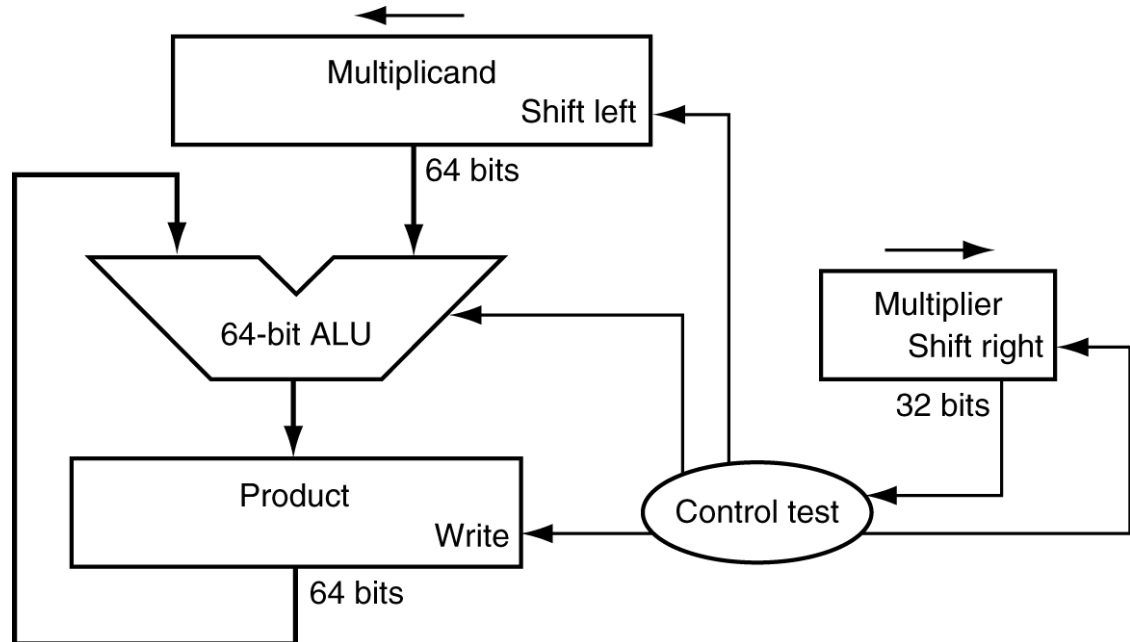 Multiplicand
Shift left
64 bits
64-bit ALU
Multiplier
Shift right
32 bits
Product
Write
Control test
64 bits